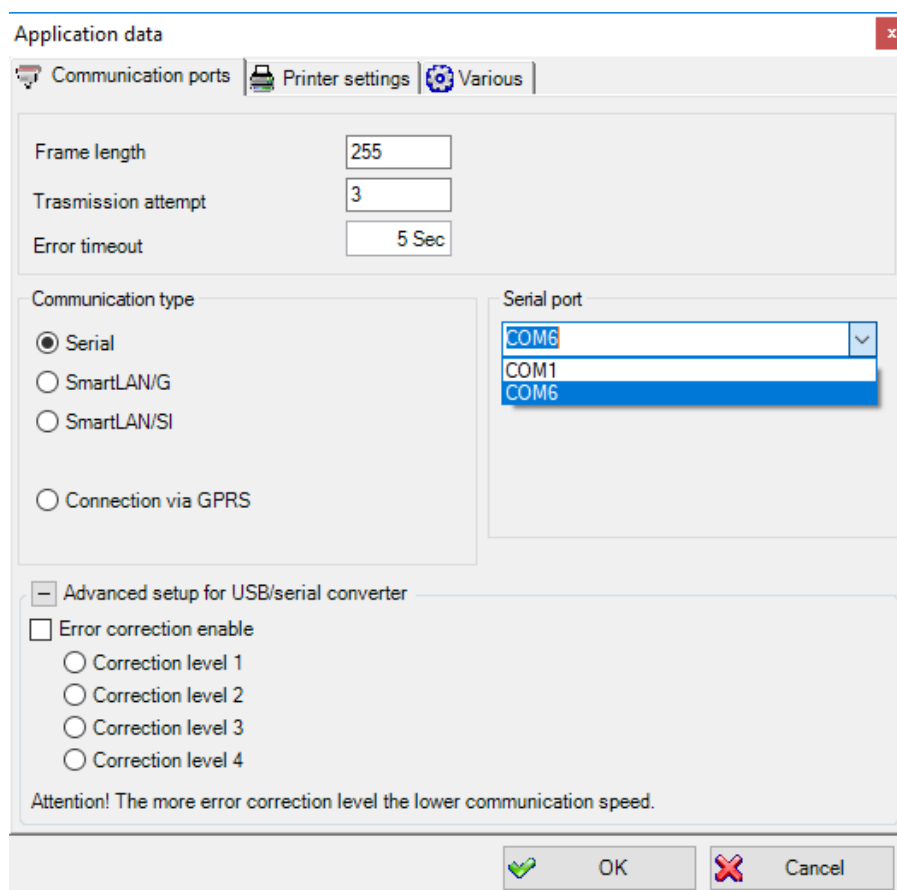 Application data
x
Communication ports
Printer settings
Various
Frame length
255
Trasmission attempt
3
Error timeout
5 Sec
Communication type
Serial
SmartLAN/G
SmartLAN/SI
Connection via GPRS
Serial port
COM6
COM1
COM6
Advanced setup for USB/serial converter
Error correction enable
Correction level 1
Correction level 2
Correction level 3
Correction level 4
Attention! The more error correction level the lower communication speed.
OK
Cancel